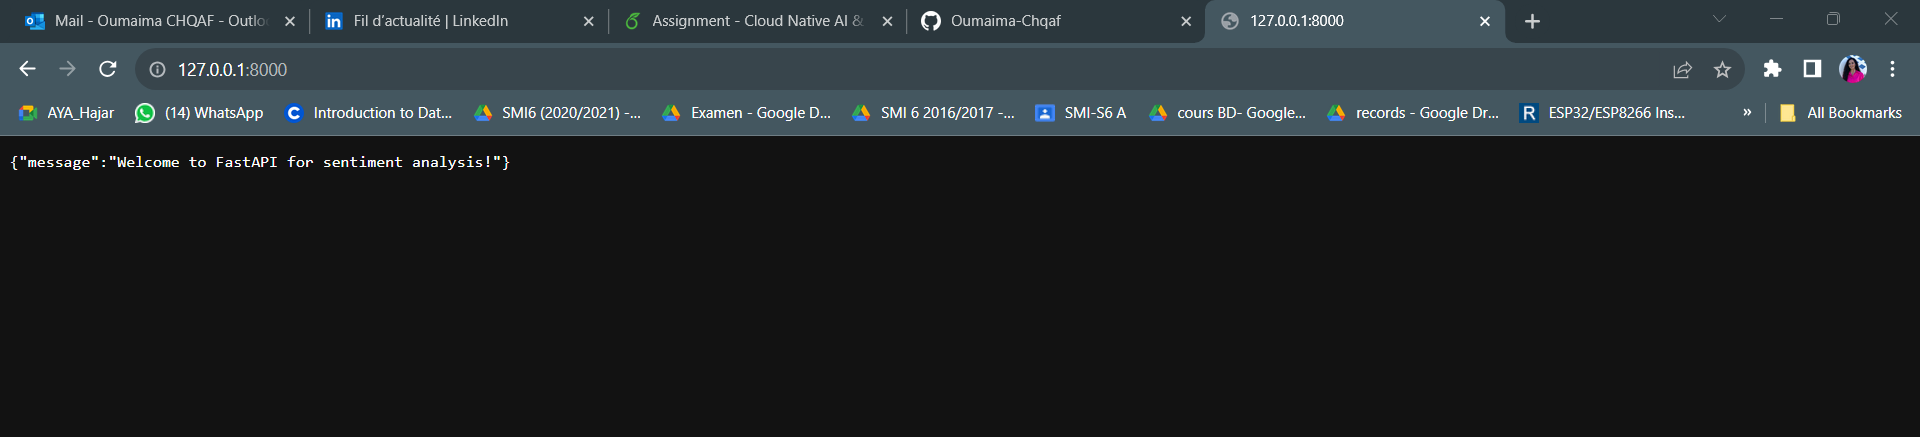 Mail - Oumaima CHQAF - Outlo
Fil d'actualité | LinkedIn
Assignment - Cloud Native AI &
Oumaima-Chqaf
127.0.0.1:8000
127.0.0.1:8000
AYA_Hajar
(14) WhatsApp
C Introduction to Dat...
SMI6 (2020/2021) -...
Examen - Google D...
SMI 6 2016/2017 -...
SMI-S6 A
cours BD- Google...
records - Google Dr...
R ESP32/ESP8266 Ins...
»
All Bookmarks
{"message":"Welcome to FastAPI for sentiment analysis!"}